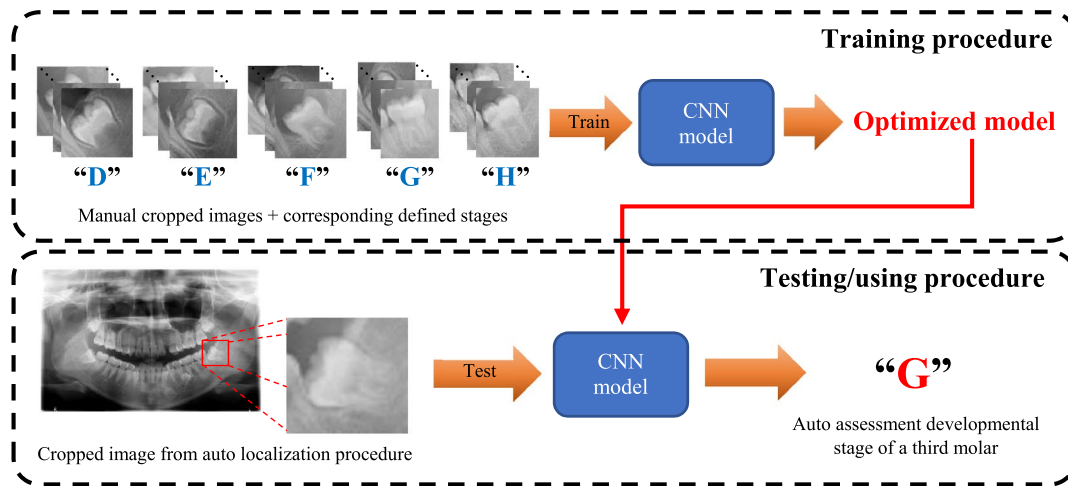 Training procedure
Train
CNN
model
Optimized model
“D” “E” “F” “G” “H”
Manual cropped images + corresponding defined stages
Testing/using procedure
Test
CNN
model
“G”
Auto assessment developmental
stage of a third molar
Cropped image from auto localization procedure